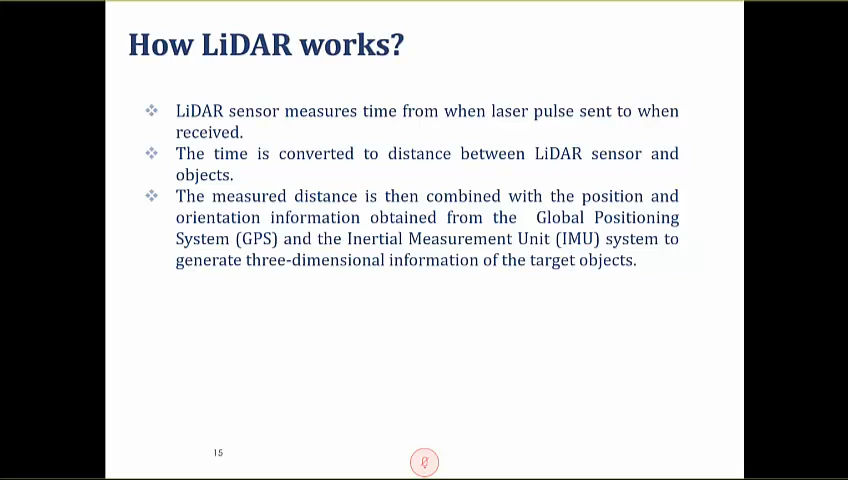 How LiDAR works?
❖ LiDAR sensor measures time from when laser pulse sent to when
received.
❖ The time is converted to distance between LiDAR sensor and
objects.
❖ The measured distance is then combined with the position and
orientation information obtained from the Global Positioning
System (GPS) and the Inertial Measurement Unit (IMU) system to
generate three-dimensional information of the target objects.
15